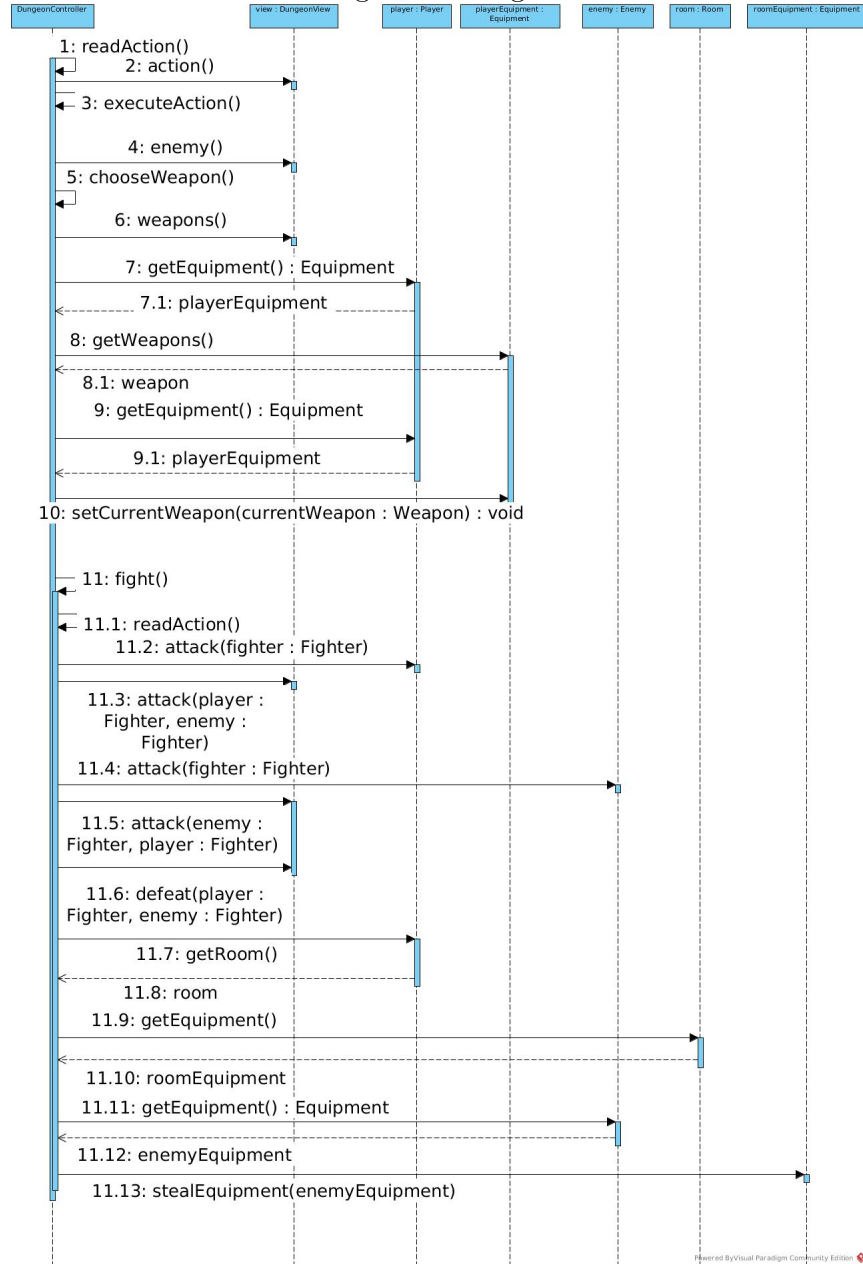 DungeonController
view : DungeonView
player : Player
playerEquipment :
Equipment
enemy : Enemy
room : Room
roomEquipment : Equipment
1: readAction()
2: action()
3: executeAction()
4: enemy()
5: chooseWeapon()
6: weapons()
7: getEquipment() : Equipment
7.1: playerEquipment
8: getWeapons()
8.1: weapon
9: getEquipment() : Equipment
9.1: playerEquipment
10: setCurrentWeapon(currentWeapon : Weapon) : void
11: fight()
11.1: readAction()
11.2: attack(fighter : Fighter)
11.3: attack(player :
Fighter, enemy :
Fighter)
11.4: attack(fighter : Fighter)
11.5: attack(enemy :
Fighter, player : Fighter)
11.6: defeat(player :
Fighter, enemy : Fighter)
11.7: getRoom()
11.8: room
11.9: getEquipment()
11.10: roomEquipment
11.11: getEquipment() : Equipment
11.12: enemyEquipment
11.13: stealEquipment(enemyEquipment)
Powered ByVisual Paradigm Community Edition